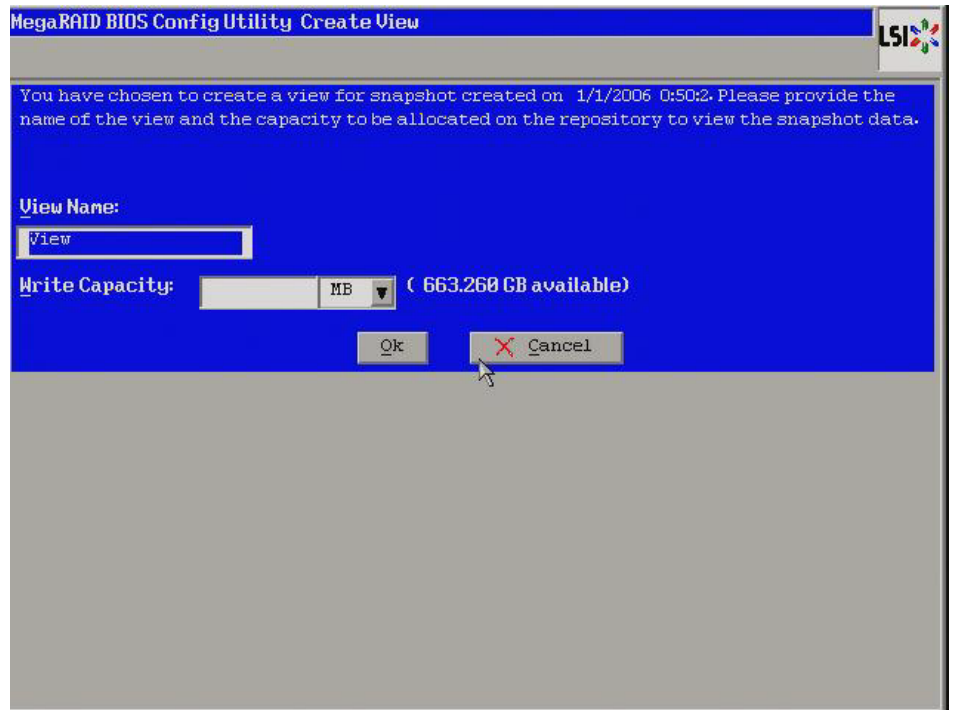 MegaRAID BIOS Config Utility Create View
LSI
You have chosen to create a view for snapshot created on 1/1/2006 0:50:2. Please provide the
name of the view and the capacity to be allocated on the repository to view the snapshot data.
View Name:
View
Write Capacity: MB ( 663.260 GB available)
Ok Cancel